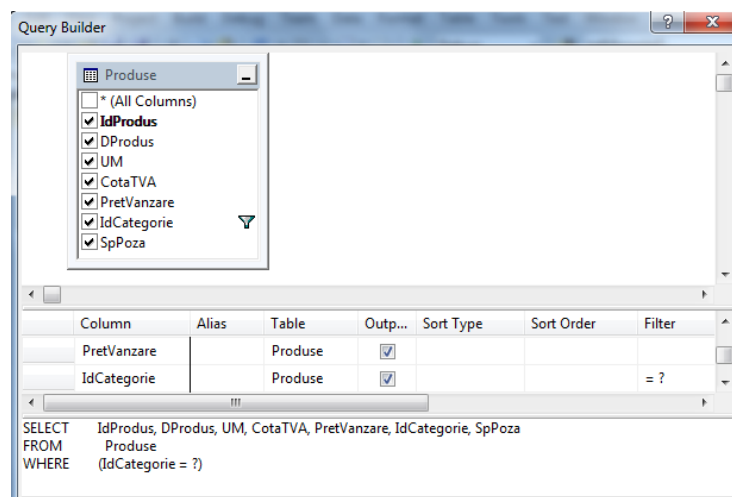 Query Builder
Produse
* (All Columns)
IdProdus
DProdus
UM
CotaTVA
PretVanzare
IdCategorie
SpPoza
Column Alias Table Outp... Sort Type Sort Order Filter
PretVanzare Produse
IdCategorie Produse = ?
SELECT IdProdus, DProdus, UM, CotaTVA, PretVanzare, IdCategorie, SpPoza
FROM Produse
WHERE (IdCategorie = ?)